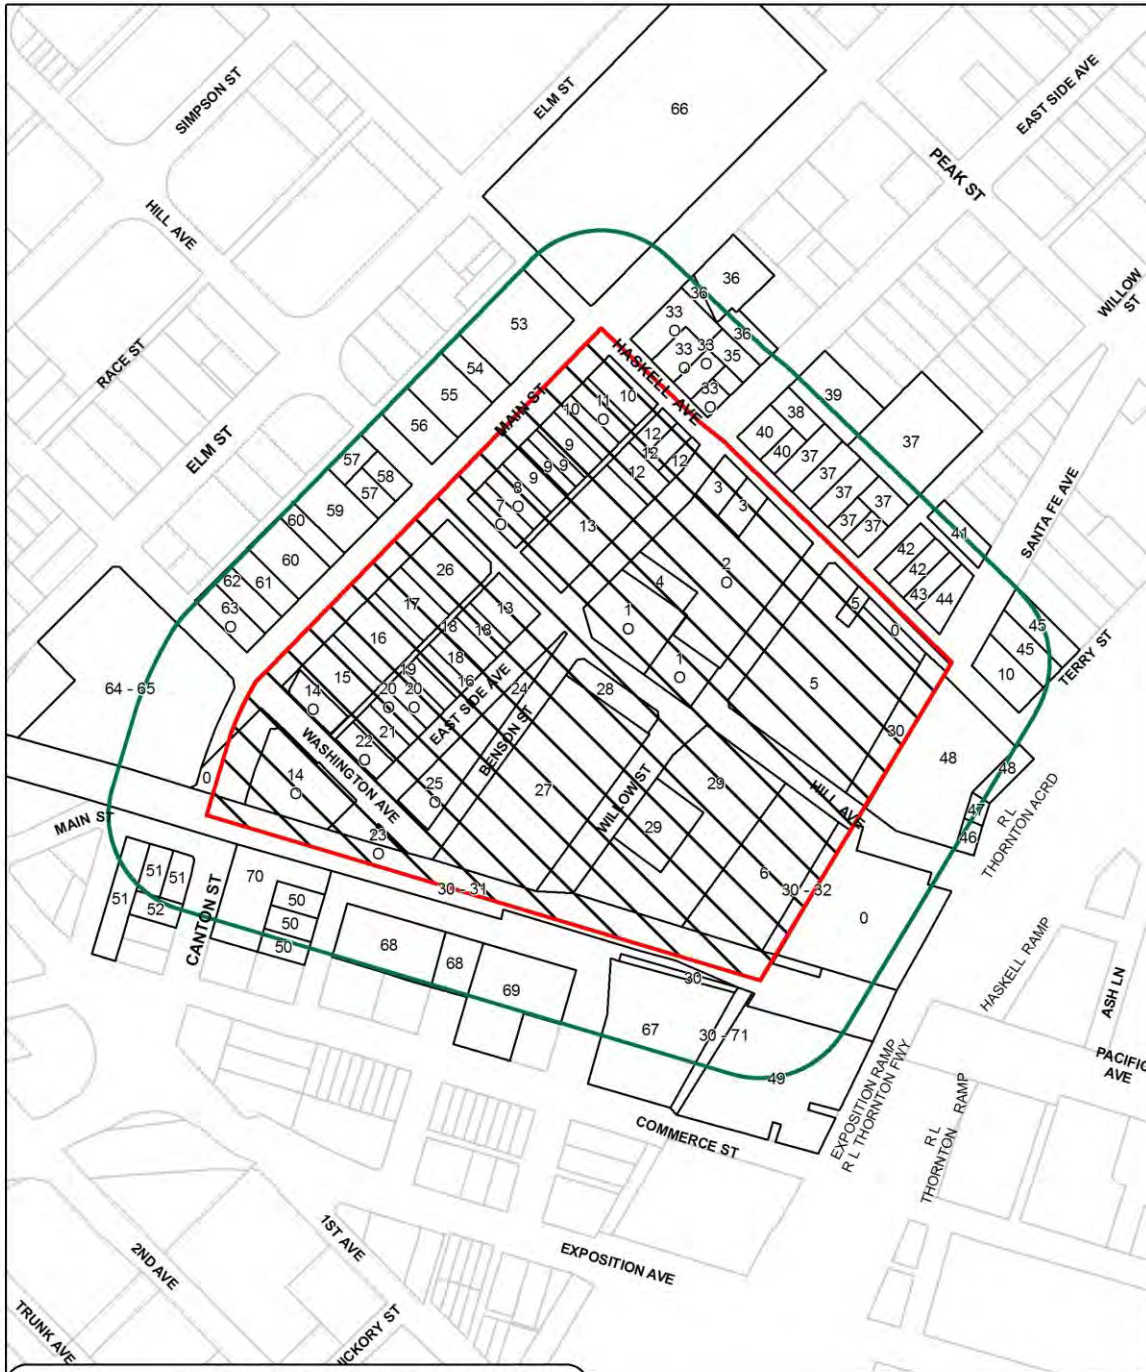 SIMPSON ST
ELM ST
66
EAST SIDE AVE
PEAK ST
HILL AVE
WILLOW
ST
36
36
33
36
53
33
33
35
RACE ST
54
HASKELL AVE
33
39
55
MAIN ST
11
10
10
38
56
12
40
37
ELM ST
9
12
40
37
57
9
9
12
12
37
58
9
8
3
37
37
57
7
3
37
37
59
13
SANTA FE AVE
60
41
60
26
2
42
62
61
4
42
63
17
13
1
5
43
44
18
18
0
45
16
18
1
45
15
19
16
5
10
TERRY ST
64 - 65
14
20
20
EAST SIDE AVE
24
28
21
BENSON ST
30
22
48
0
WASHINGTON AVE
14
25
27
29
HILL AVE
48
WILLOW ST
47
R L
THORNTON ACRD
MAIN ST
23
29
46
51
51
70
30 - 31
6
30 - 32
51
50
52
50
0
CANTON ST
50
68
68
HASKELL RAMP
69
30
ASH LN
67
30 - 71
PACIFIC
AVE
49
EXPOSITION RAMP
R L THORNTON FWY
R L
THORNTON RAMP
COMMERCE ST
1ST AVE
2ND AVE
EXPOSITION AVE
TRUNK AVE
HICKORY ST